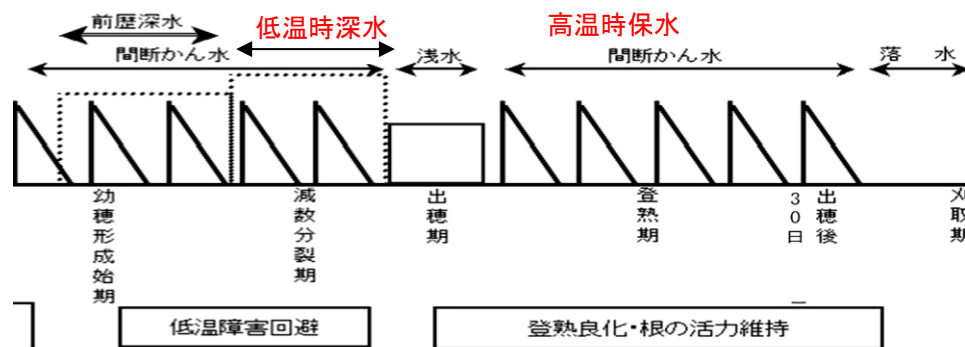 前歴深水
低温時深水
高温時保水
間断かん水
浅水
間断かん水
落 水
幼穂形成始期
減数分裂期
出穂期
登熟期
出穂後
30日
刈取期
低温障害回避
登熟良化・根の活力維持